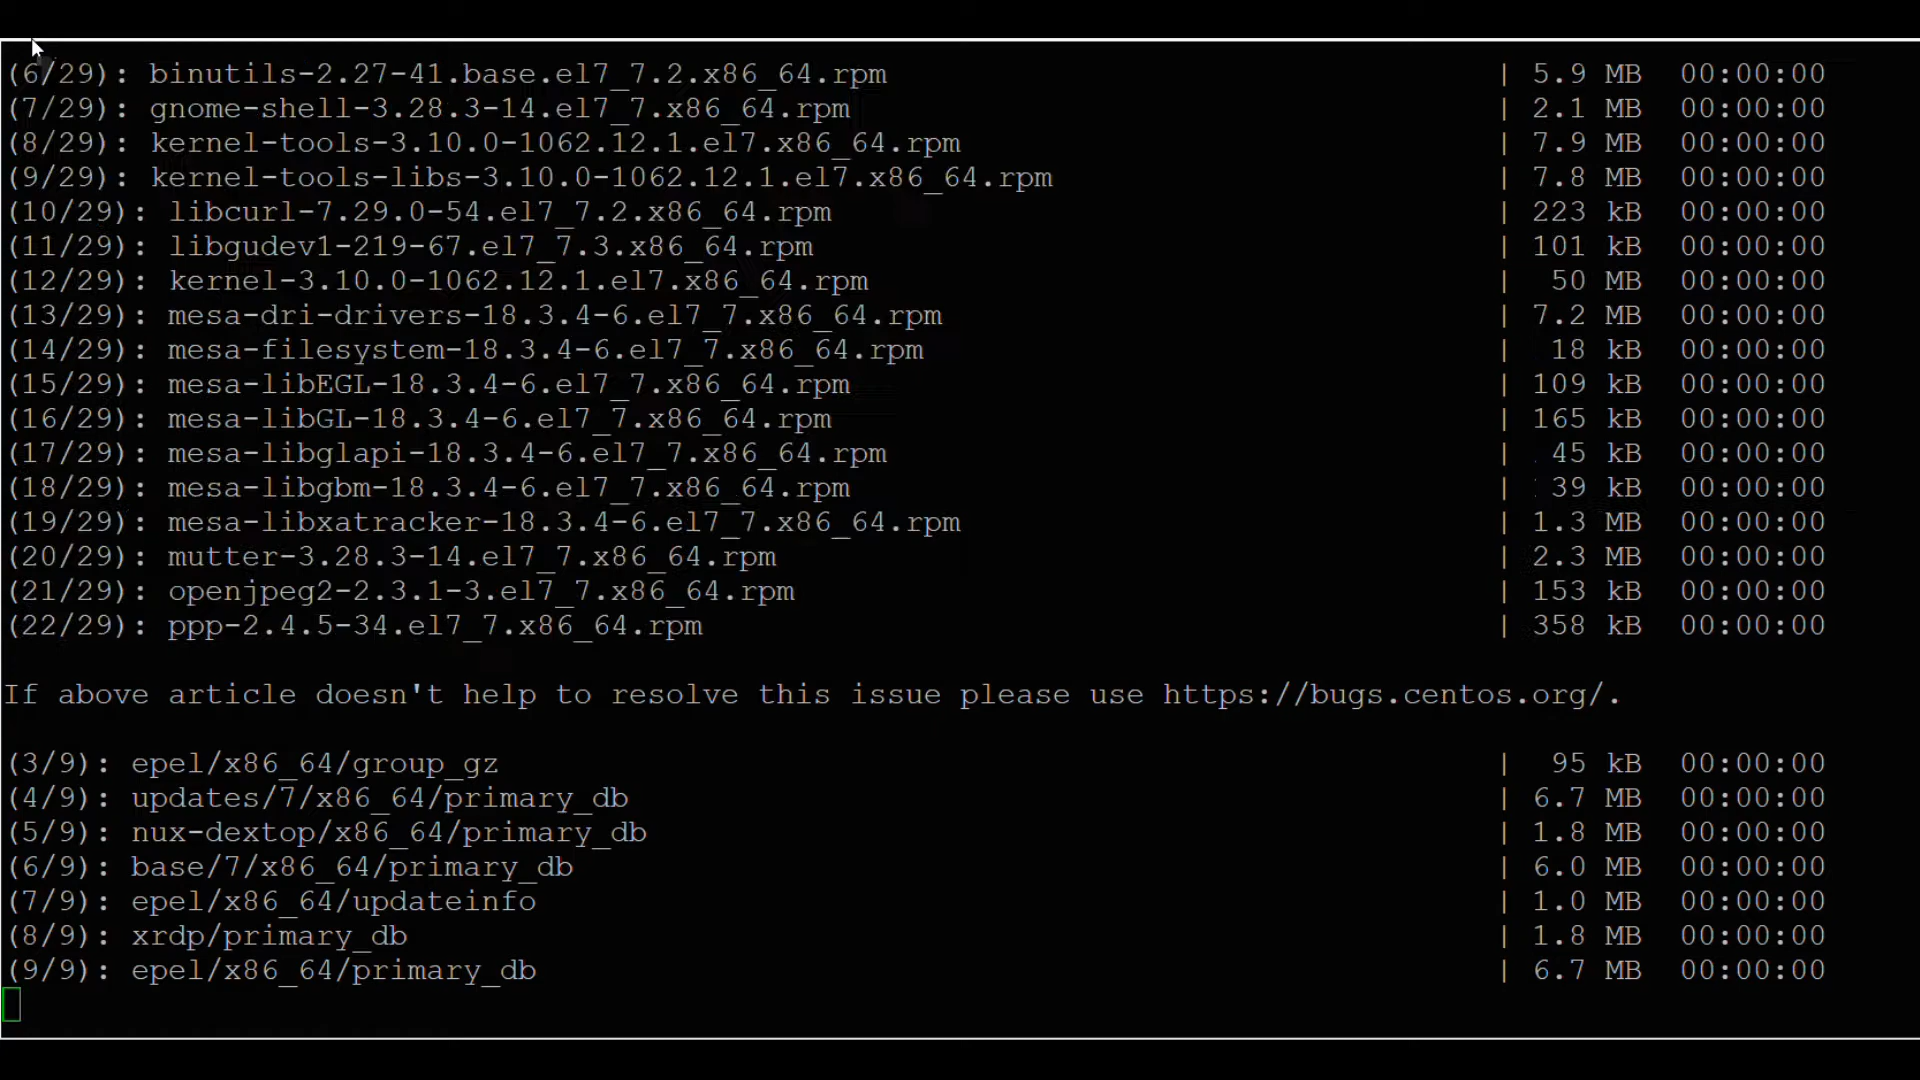 (6/29): binutils-2.27-41.base.el7_7.2.x86_64.rpm | 5.9 MB 00:00:00
(7/29): gnome-shell-3.28.3-14.el7_7.x86_64.rpm | 2.1 MB 00:00:00
(8/29): kernel-tools-3.10.0-1062.12.1.el7.x86_64.rpm | 7.9 MB 00:00:00
(9/29): kernel-tools-libs-3.10.0-1062.12.1.el7.x86_64.rpm | 7.8 MB 00:00:00
(10/29): libcurl-7.29.0-54.el7_7.2.x86_64.rpm | 223 kB 00:00:00
(11/29): libgudev1-219-67.el7_7.3.x86_64.rpm | 101 kB 00:00:00
(12/29): kernel-3.10.0-1062.12.1.el7.x86_64.rpm | 50 MB 00:00:00
(13/29): mesa-dri-drivers-18.3.4-6.el7_7.x86_64.rpm | 7.2 MB 00:00:00
(14/29): mesa-filesystem-18.3.4-6.el7_7.x86_64.rpm | 18 kB 00:00:00
(15/29): mesa-libEGL-18.3.4-6.el7_7.x86_64.rpm | 109 kB 00:00:00
(16/29): mesa-libGL-18.3.4-6.el7_7.x86_64.rpm | 165 kB 00:00:00
(17/29): mesa-libglapi-18.3.4-6.el7_7.x86_64.rpm | 45 kB 00:00:00
(18/29): mesa-libgbm-18.3.4-6.el7_7.x86_64.rpm | 39 kB 00:00:00
(19/29): mesa-libxatracker-18.3.4-6.el7_7.x86_64.rpm | 1.3 MB 00:00:00
(20/29): mutter-3.28.3-14.el7_7.x86_64.rpm | 2.3 MB 00:00:00
(21/29): openjpeg2-2.3.1-3.el7_7.x86_64.rpm | 153 kB 00:00:00
(22/29): ppp-2.4.5-34.el7_7.x86_64.rpm | 358 kB 00:00:00
If above article doesn't help to resolve this issue please use https://bugs.centos.org/.
(3/9): epel/x86_64/group_gz | 95 kB 00:00:00
(4/9): updates/7/x86_64/primary_db | 6.7 MB 00:00:00
(5/9): nux-dextop/x86_64/primary_db | 1.8 MB 00:00:00
(6/9): base/7/x86_64/primary_db | 6.0 MB 00:00:00
(7/9): epel/x86_64/updateinfo | 1.0 MB 00:00:00
(8/9): xrdp/primary_db | 1.8 MB 00:00:00
(9/9): epel/x86_64/primary_db | 6.7 MB 00:00:00